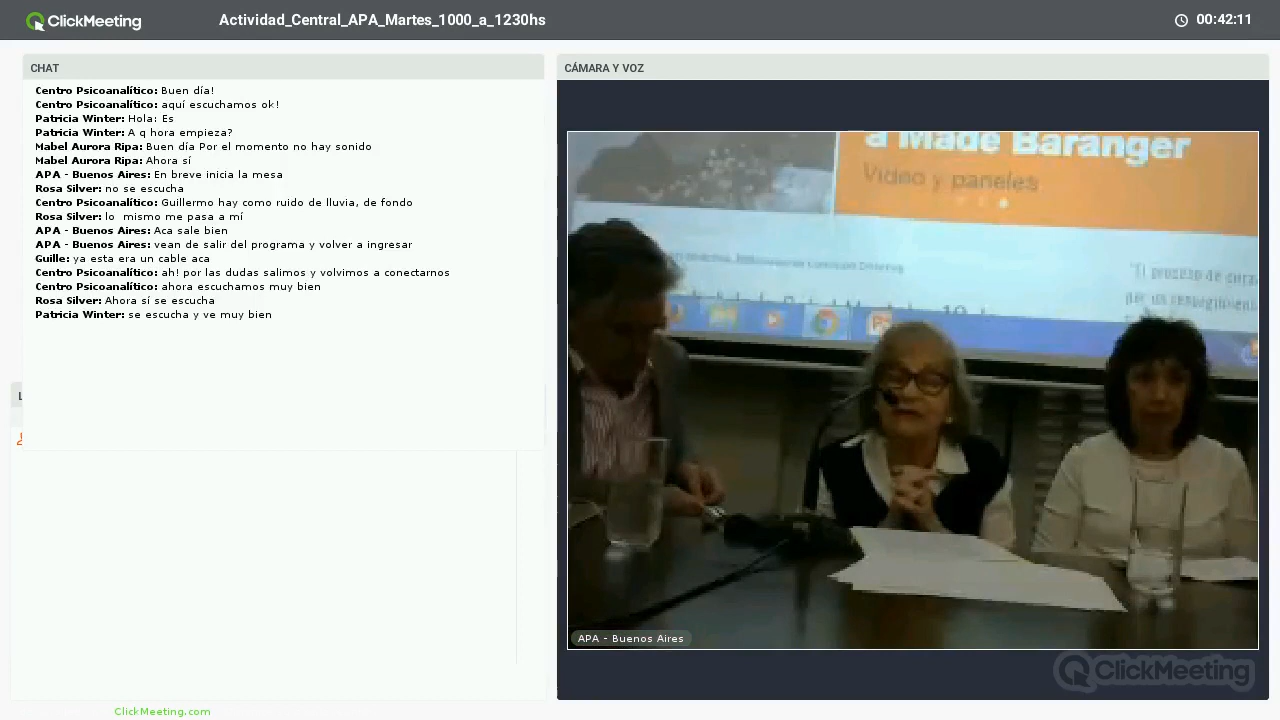 ClickMeeting
Actividad_Central_APA_Martes_1000_a_1230hs
00:42:11
CHAT
Centro Psicoanalítico: Buen día!
Centro Psicoanalítico: aquí escuchamos ok!
Patricia Winter: Hola: Es
Patricia Winter: A q hora empieza?
Mabel Aurora Ripa: Buen día Por el momento no hay sonido
Mabel Aurora Ripa: Ahora sí
APA - Buenos Aires: En breve inicia la mesa
Rosa Silver: no se escucha
Centro Psicoanalítico: Guillermo hay como ruido de lluvia, de fondo
Rosa Silver: lo  mismo me pasa a mí
APA - Buenos Aires: Aca sale bien
APA - Buenos Aires: vean de salir del programa y volver a ingresar
Guille: ya esta era un cable aca
Centro Psicoanalítico: ah! por las dudas salimos y volvimos a conectarnos
Centro Psicoanalítico: ahora escuchamos muy bien
Rosa Silver: Ahora sí se escucha
Patricia Winter: se escucha y ve muy bien
CÁMARA Y VOZ
a Madé Baranger
Video y paneles
"El proceso de
APA - Buenos Aires
ClickMeeting
ClickMeeting.com